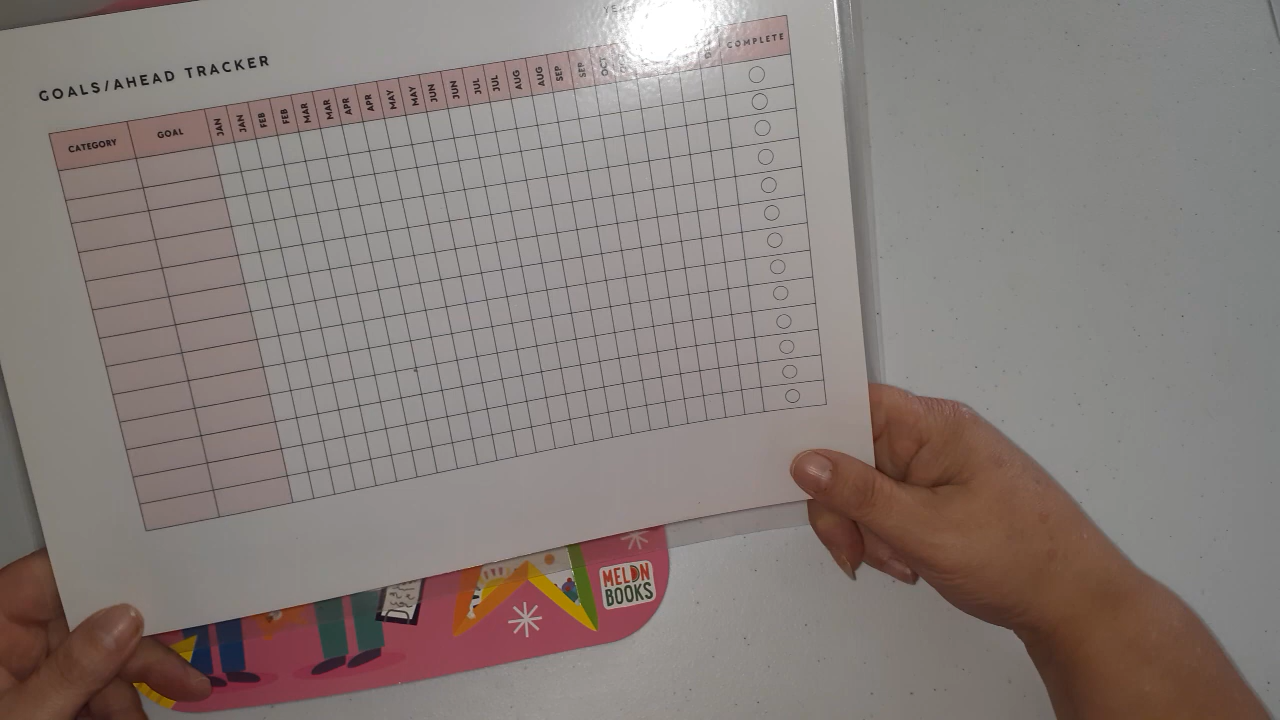 GOALS/AHEAD TRACKER
CATEGORY GOAL JAN JAN FEB FEB MAR MAR APR APR MAY MAY JUN JUN JUL JUL AUG AUG SEP SEP OCT COMPLETE
MELDN
BOOKS